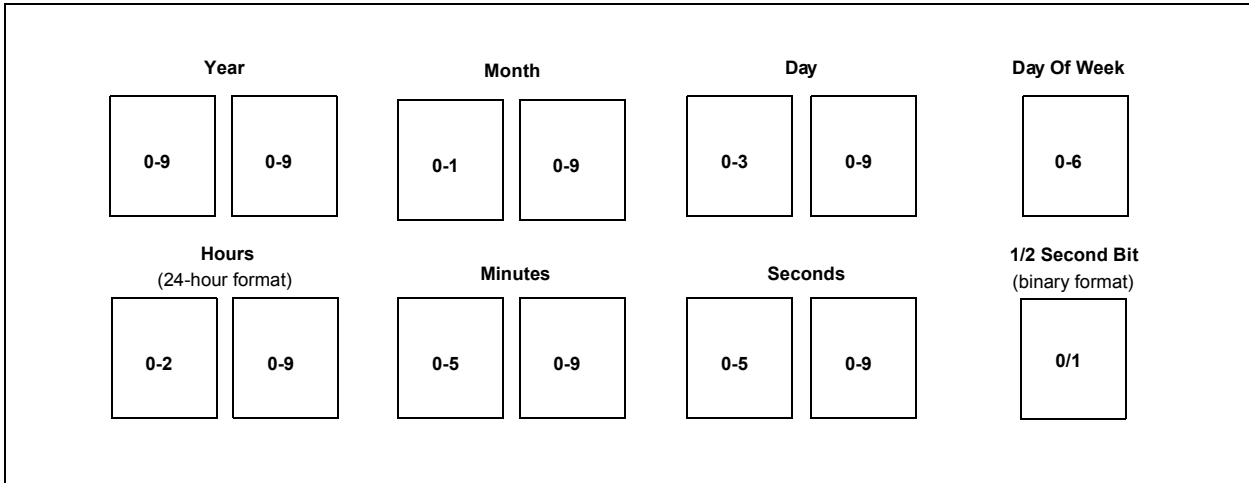 Year Month Day Day Of Week
0-9 0-9 0-1 0-9 0-3 0-9 0-6
Hours
(24-hour format)
Minutes
Seconds
1/2 Second Bit
(binary format)
0-2 0-9 0-5 0-9 0-5 0-9 0/1